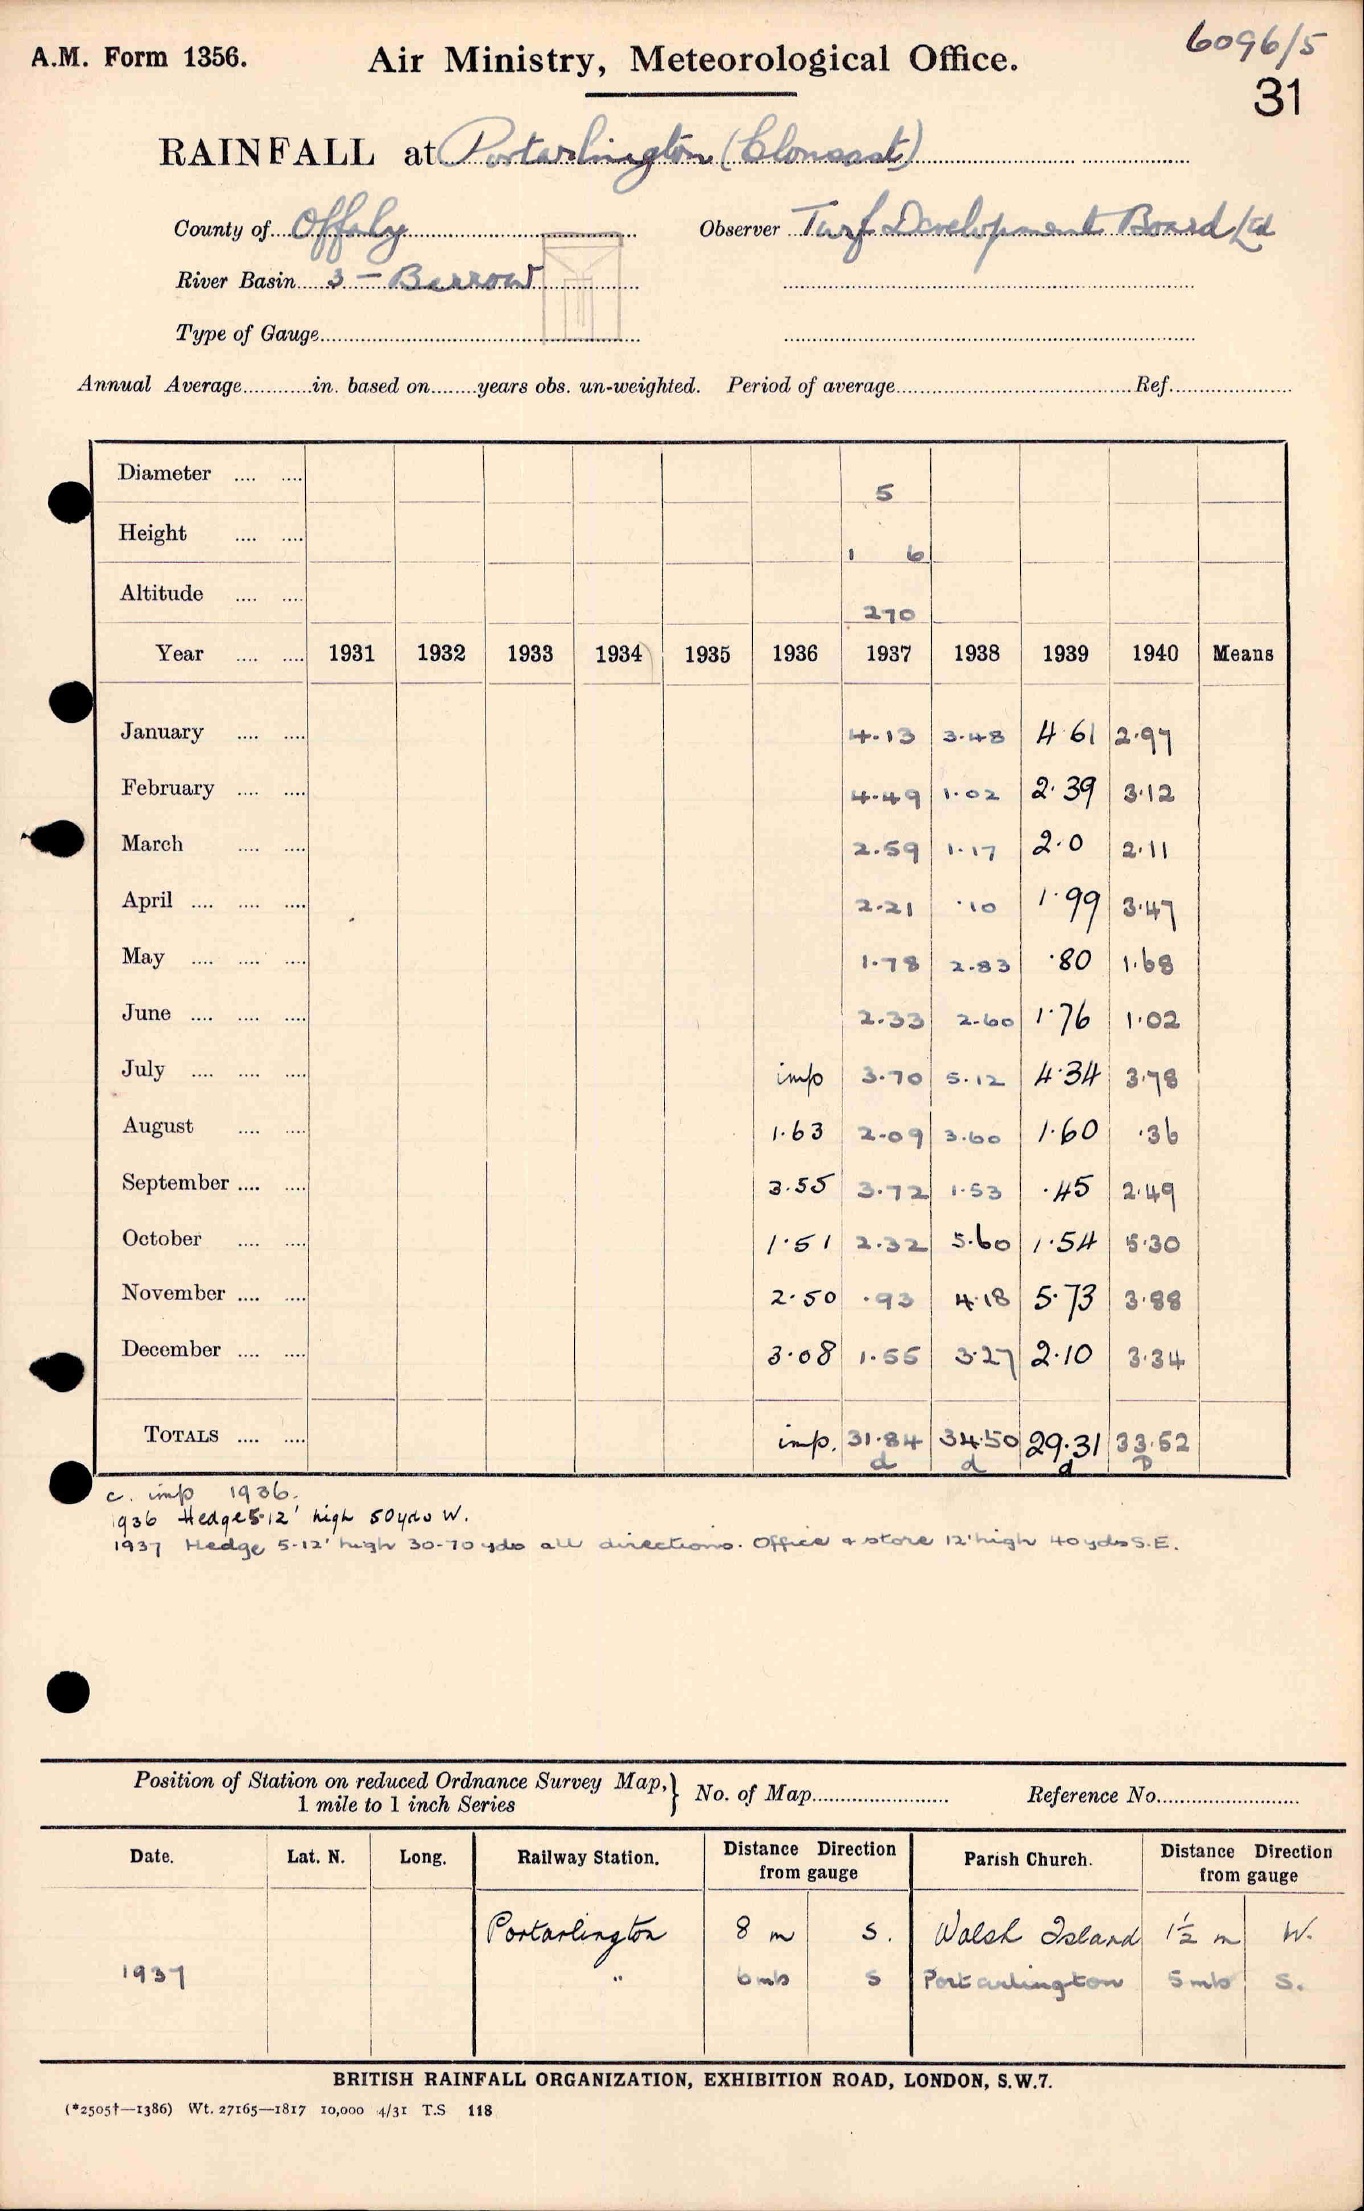 6096/5
A.M. Form 1356. Air Ministry, Meteorological Office.
31
RAINFALL at Portarlington (Clonsast)
County of Offaly Observer Turf Development Board Ltd
River Basin 3 - Barrow
Type of Gauge
Annual Average in. based on years obs. un-weighted. Period of average Ref.
Diameter 5
Height 1 6
Altitude 270
Year 1931 1932 1933 1934 1935 1936 1937 1938 1939 1940 Means
January 4.13 3.48 4.61 2.97
February 4.49 1.02 2.39 3.12
March 2.59 1.17 2.0 2.11
April 2.21 .10 1.99 3.47
May 1.78 2.83 .80 1.68
June 2.33 2.60 1.76 1.02
July imp 3.70 5.12 4.34 3.78
August 1.63 2.09 3.60 1.60 .36
September 3.55 3.72 1.53 .45 2.49
October 1.51 2.32 5.60 1.54 5.30
November 2.50 .93 4.18 5.73 3.88
December 3.08 1.55 3.27 2.10 3.34
TOTALS imp. 31.84 34.50 29.31 33.52
d d d D
c. imp 1936.
1936 Hedge 5-12' high 50 yds W.
1937 Hedge 5-12' high 30-70 yds all directions. Office & store 12' high 40 yds S.E.
Position of Station on reduced Ordnance Survey Map, } No. of Map Reference No.
1 mile to 1 inch Series
Date. Lat. N. Long. Railway Station. Distance Direction from gauge Parish Church. Distance Direction from gauge
Portarlington 8 m S. Walsh Island 1½ m W.
1937 " 6 mls S Portarlington 5 mls S.
BRITISH RAINFALL ORGANIZATION, EXHIBITION ROAD, LONDON, S.W.7.
(*2505†—1386) Wt. 27165—1817 10,000 4/31 T.S 118